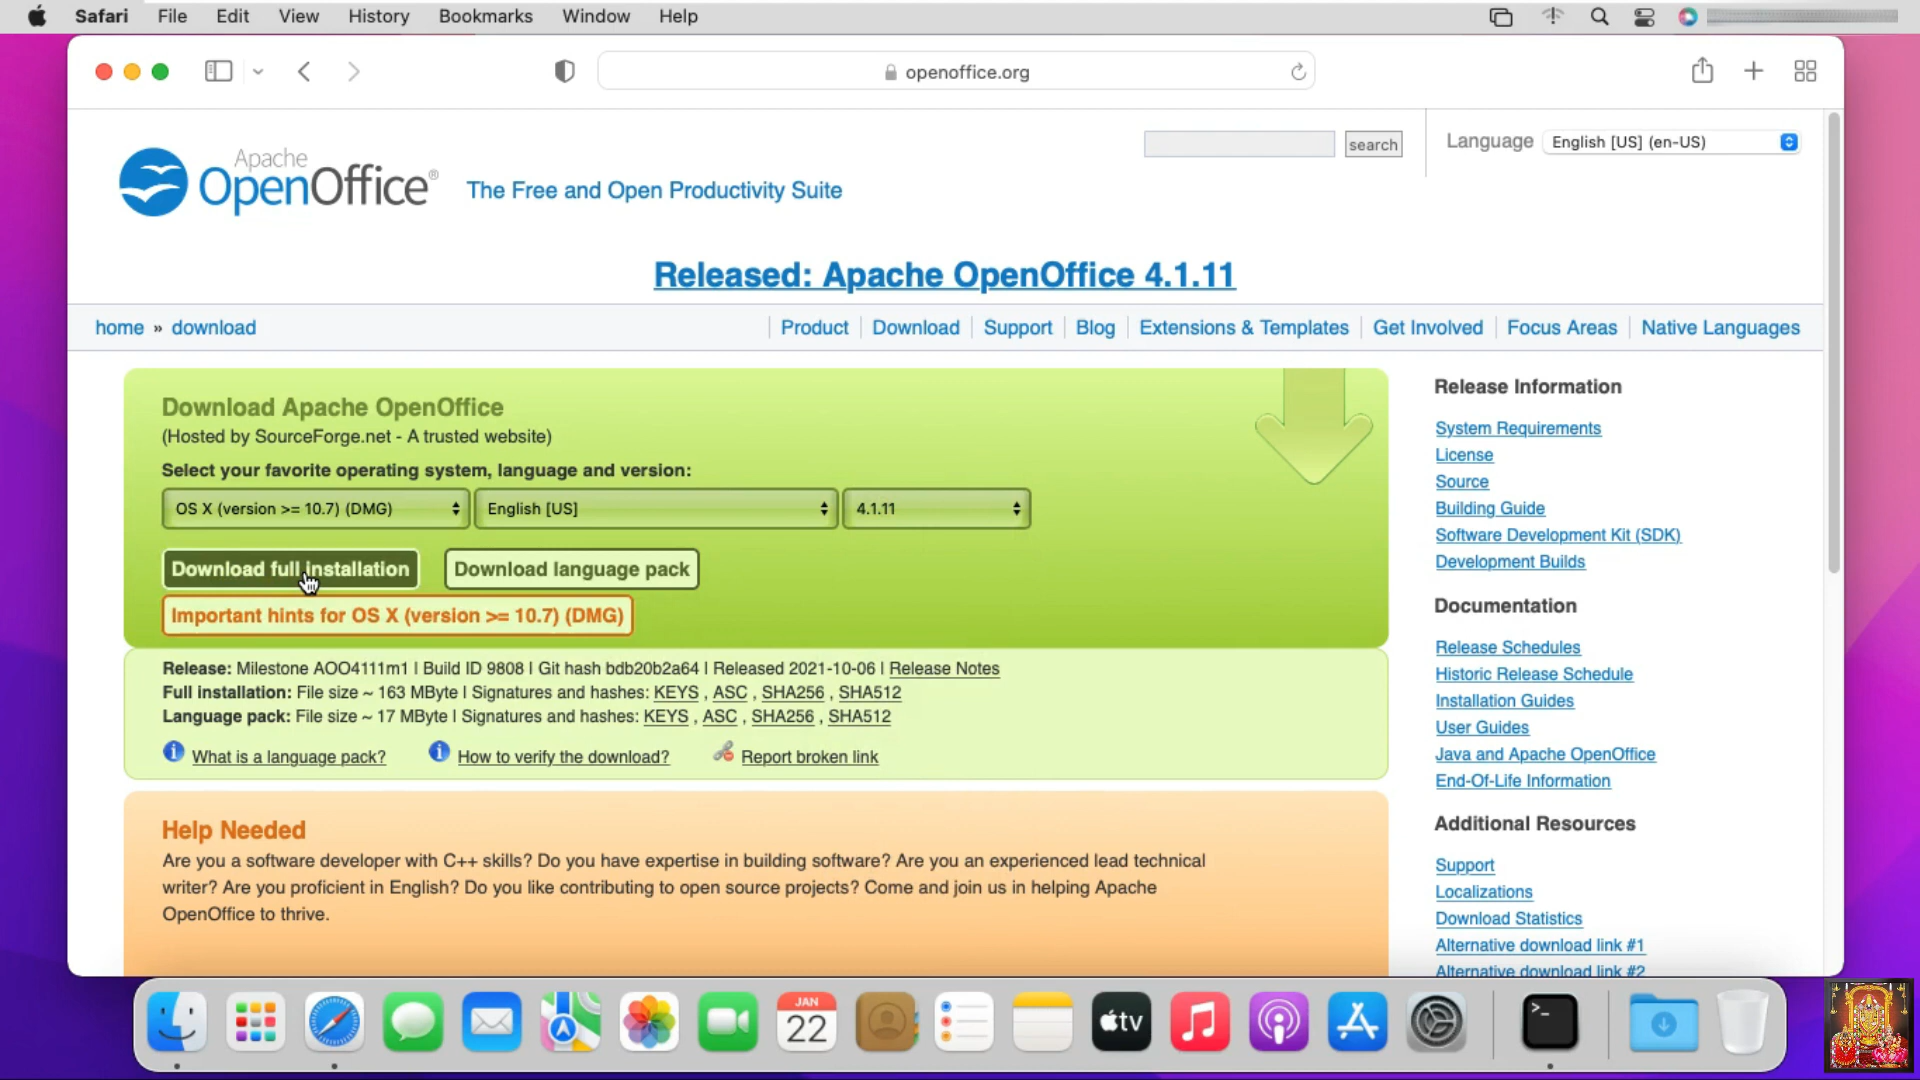 Safari File Edit View History Bookmarks Window Help
openoffice.org
search
Language English [US] (en-US)
Apache
OpenOffice® The Free and Open Productivity Suite
Released: Apache OpenOffice 4.1.11
home » download
Product Download Support Blog Extensions & Templates Get Involved Focus Areas Native Languages
Download Apache OpenOffice
(Hosted by SourceForge.net - A trusted website)
Select your favorite operating system, language and version:
OS X (version >= 10.7) (DMG) English [US] 4.1.11
Download full installation Download language pack
Important hints for OS X (version >= 10.7) (DMG)
Release: Milestone AOO4111m1 | Build ID 9808 | Git hash bdb20b2a64 | Released 2021-10-06 | Release Notes
Full installation: File size ~ 163 MByte | Signatures and hashes: KEYS , ASC , SHA256 , SHA512
Language pack: File size ~ 17 MByte | Signatures and hashes: KEYS , ASC , SHA256 , SHA512
What is a language pack? How to verify the download? Report broken link
Help Needed
Are you a software developer with C++ skills? Do you have expertise in building software? Are you an experienced lead technical
writer? Are you proficient in English? Do you like contributing to open source projects? Come and join us in helping Apache
OpenOffice to thrive.
Release Information
System Requirements
License
Source
Building Guide
Software Development Kit (SDK)
Development Builds
Documentation
Release Schedules
Historic Release Schedule
Installation Guides
User Guides
Java and Apache OpenOffice
End-Of-Life Information
Additional Resources
Support
Localizations
Download Statistics
Alternative download link #1
Alternative download link #2
JAN
22
tv
>_